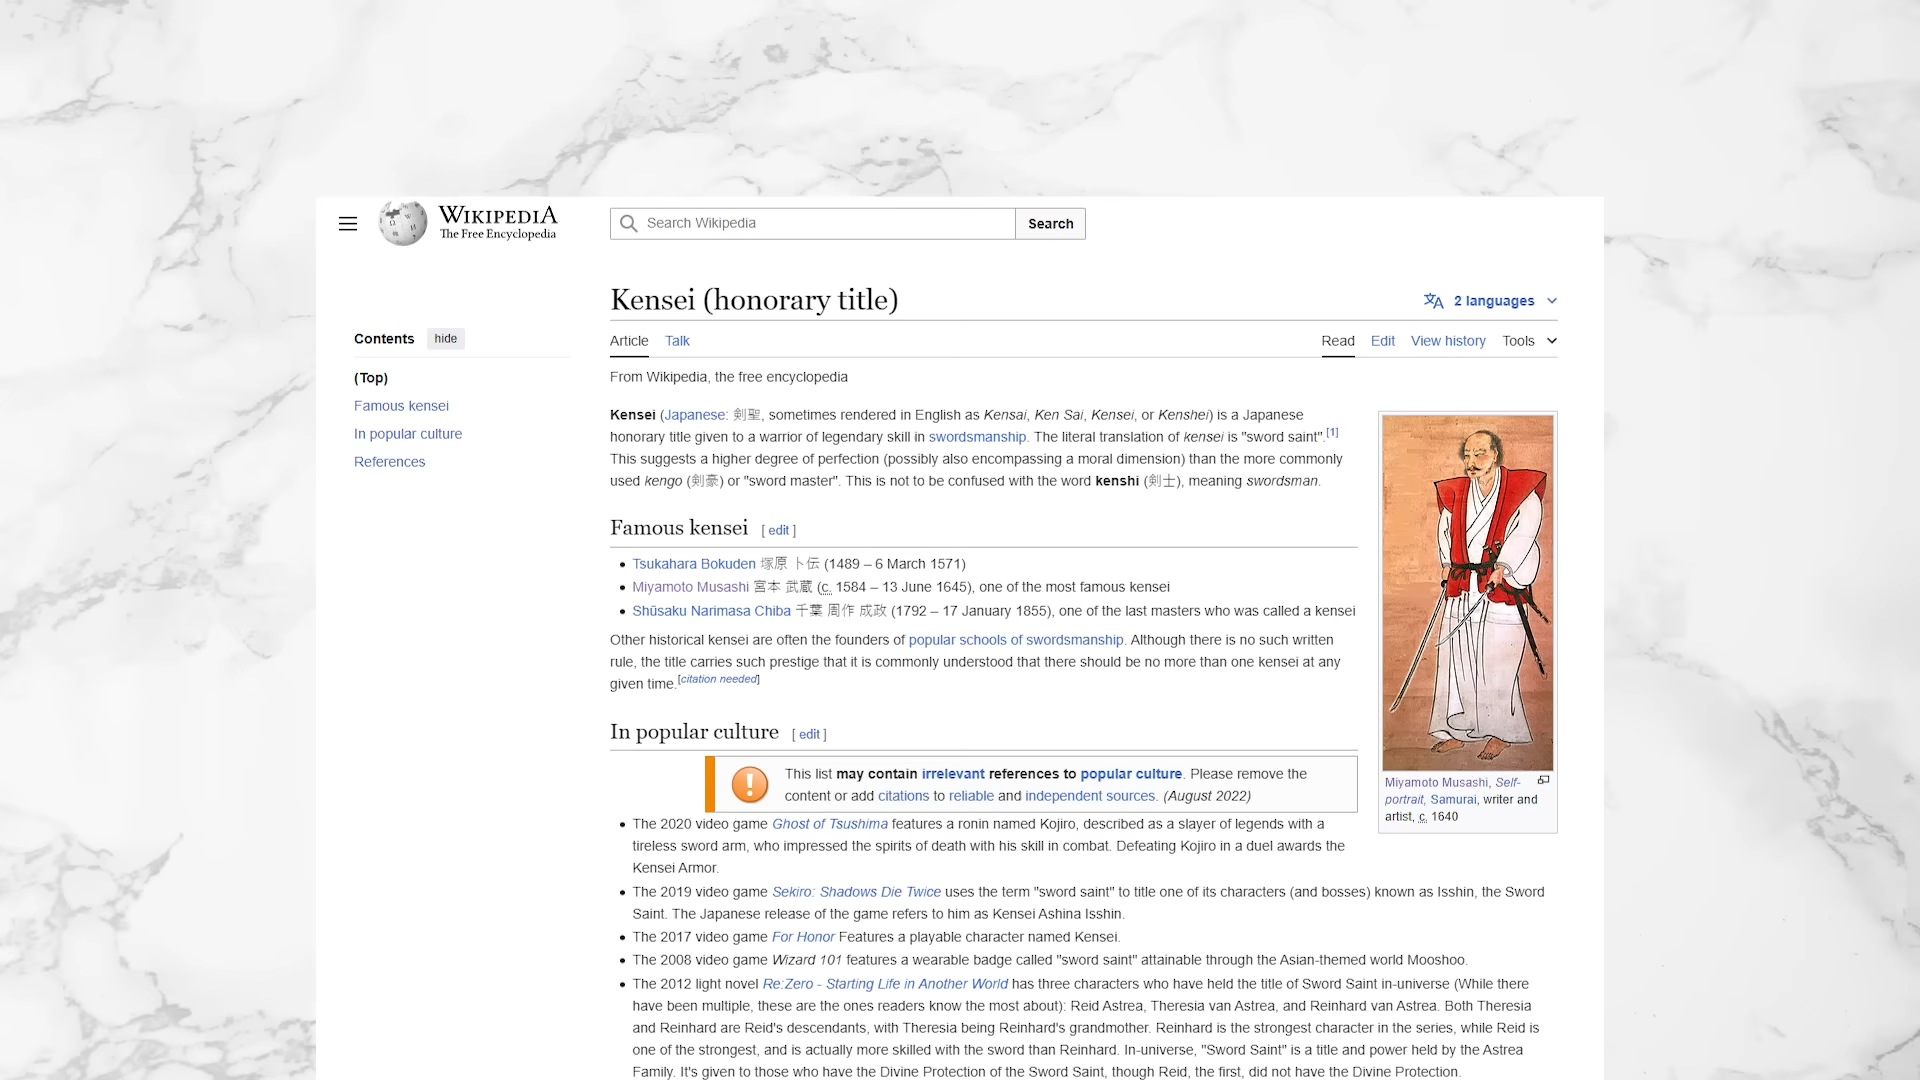 WIKIPEDIA
The Free Encyclopedia
Search Wikipedia
Search
Kensei (honorary title)
2 languages
Contents hide
(Top)
Famous kensei
In popular culture
References
Article Talk
Read Edit View history Tools
From Wikipedia, the free encyclopedia
Kensei (Japanese: 剣聖, sometimes rendered in English as Kensai, Ken Sai, Kensei, or Kenshei) is a Japanese
honorary title given to a warrior of legendary skill in swordsmanship. The literal translation of kensei is "sword saint".[1]
This suggests a higher degree of perfection (possibly also encompassing a moral dimension) than the more commonly
used kengo (剣豪) or "sword master". This is not to be confused with the word kenshi (剣士), meaning swordsman.
Famous kensei [ edit ]
• Tsukahara Bokuden 塚原 卜伝 (1489 – 6 March 1571)
• Miyamoto Musashi 宮本 武蔵 (c. 1584 – 13 June 1645), one of the most famous kensei
• Shūsaku Narimasa Chiba 千葉 周作 成政 (1792 – 17 January 1855), one of the last masters who was called a kensei
Other historical kensei are often the founders of popular schools of swordsmanship. Although there is no such written
rule, the title carries such prestige that it is commonly understood that there should be no more than one kensei at any
given time.[citation needed]
Miyamoto Musashi, Self-
portrait, Samurai, writer and
artist, c. 1640
In popular culture [ edit ]
This list may contain irrelevant references to popular culture. Please remove the
content or add citations to reliable and independent sources. (August 2022)
• The 2020 video game Ghost of Tsushima features a ronin named Kojiro, described as a slayer of legends with a
tireless sword arm, who impressed the spirits of death with his skill in combat. Defeating Kojiro in a duel awards the
Kensei Armor.
• The 2019 video game Sekiro: Shadows Die Twice uses the term "sword saint" to title one of its characters (and bosses) known as Isshin, the Sword
Saint. The Japanese release of the game refers to him as Kensei Ashina Isshin.
• The 2017 video game For Honor Features a playable character named Kensei.
• The 2008 video game Wizard 101 features a wearable badge called "sword saint" attainable through the Asian-themed world Mooshoo.
• The 2012 light novel Re:Zero - Starting Life in Another World has three characters who have held the title of Sword Saint in-universe (While there
have been multiple, these are the ones readers know the most about): Reid Astrea, Theresia van Astrea, and Reinhard van Astrea. Both Theresia
and Reinhard are Reid's descendants, with Theresia being Reinhard's grandmother. Reinhard is the strongest character in the series, while Reid is
one of the strongest, and is actually more skilled with the sword than Reinhard. In-universe, "Sword Saint" is a title and power held by the Astrea
Family. It's given to those who have the Divine Protection of the Sword Saint, though Reid, the first, did not have the Divine Protection.